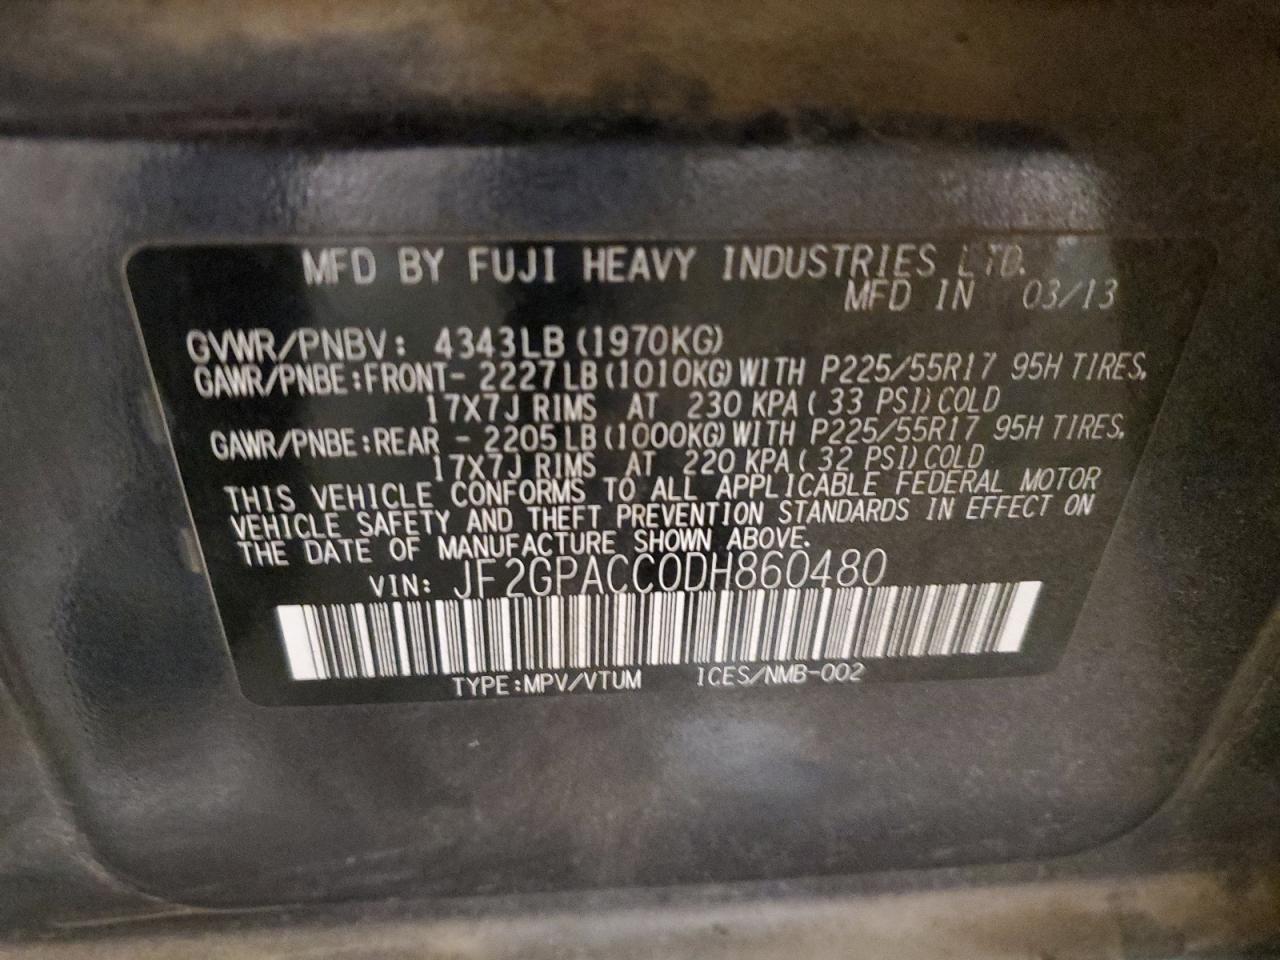 MFD BY FUJI HEAVY INDUSTRIES LTD.
MFD IN 03/13
GVWR/PNBV: 4343LB(1970KG)
GAWR/PNBE:FRONT- 2227LB(1010KG)WITH P225/55R17 95H TIRES,
17X7J RIMS AT 230 KPA(33 PSI)COLD
GAWR/PNBE:REAR - 2205LB(1000KG)WITH P225/55R17 95H TIRES,
17X7J RIMS AT 220 KPA(32 PSI)COLD
THIS VEHICLE CONFORMS TO ALL APPLICABLE FEDERAL MOTOR
VEHICLE SAFETY AND THEFT PREVENTION STANDARDS IN EFFECT ON
THE DATE OF MANUFACTURE SHOWN ABOVE.
VIN: JF2GPACC0DH860480
TYPE:MPV/VTUM ICES/NMB-002